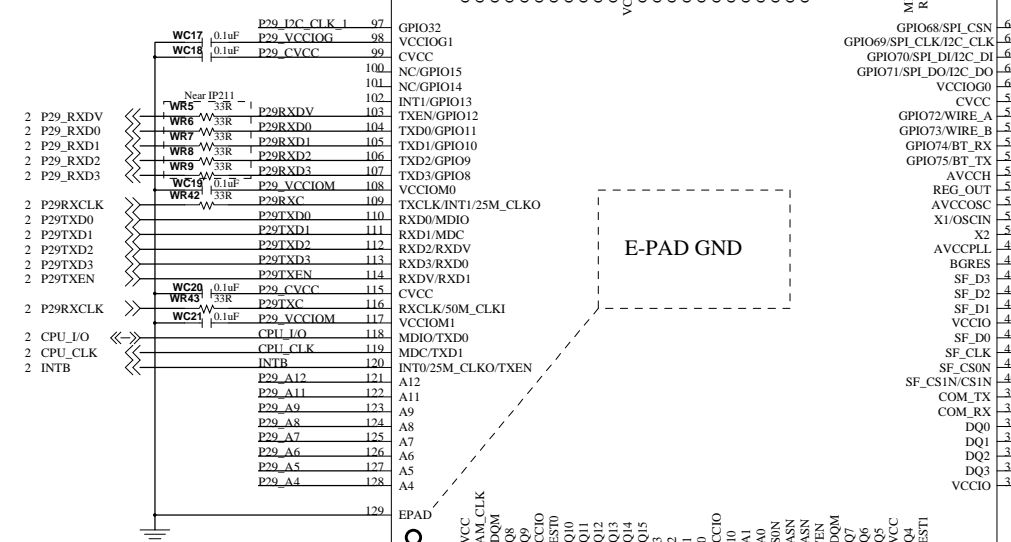 VC
P29_I2C_CLK_1 97 GPIO32 GPIO68/SPI_CSN
WC17 0.1uF P29_VCCIOG 98 VCCIOG1 GPIO69/SPI_CLK/I2C_CLK
WC18 0.1uF P29_CVCC 99 CVCC GPIO70/SPI_DI/I2C_DI
100 NC/GPIO15 GPIO71/SPI_DO/I2C_DO
101 NC/GPIO14 VCCIOG0
Near IP211 102 INT1/GPIO13 CVCC
2 P29_RXDV WR5 33R P29RXDV 103 TXEN/GPIO12 GPIO72/WIRE_A
2 P29_RXD0 WR6 33R P29RXD0 104 TXD0/GPIO11 GPIO73/WIRE_B
2 P29_RXD1 WR7 33R P29RXD1 105 TXD1/GPIO10 GPIO74/BT_RX
2 P29_RXD2 WR8 33R P29RXD2 106 TXD2/GPIO9 GPIO75/BT_TX
2 P29_RXD3 WR9 33R P29RXD3 107 TXD3/GPIO8 AVCCH
WC19 0.1uF P29_VCCIOM 108 VCCIOM0 REG_OUT
2 P29RXCLK WR42 33R P29RXC 109 TXCLK/INT1/25M_CLKO AVCCOSC
2 P29TXD0 P29TXD0 110 RXD0/MDIO X1/OSCIN
2 P29TXD1 P29TXD1 111 RXD1/MDC X2
2 P29TXD2 P29TXD2 112 RXD2/RXDV AVCCPLL
2 P29TXD3 P29TXD3 113 RXD3/RXD0 BGRES
2 P29TXEN P29TXEN 114 RXDV/RXD1 SF_D3
WC20 0.1uF P29_CVCC 115 CVCC SF_D2
2 P29RXCLK WR43 33R P29TXC 116 RXCLK/50M_CLKI SF_D1
WC21 0.1uF P29_VCCIOM 117 VCCIOM1 VCCIO
2 CPU_I/O CPU_I/O 118 MDIO/TXD0 SF_D0
2 CPU_CLK CPU_CLK 119 MDC/TXD1 SF_CLK
2 INTB INTB 120 INT0/25M_CLKO/TXEN SF_CS0N
P29_A12 121 A12 SF_CS1N/CS1N
P29_A11 122 A11 COM_TX
P29_A9 123 A9 COM_RX
P29_A8 124 A8 DQ0
P29_A7 125 A7 DQ1
P29_A6 126 A6 DQ2
P29_A5 127 A5 DQ3
P29_A4 128 A4 VCCIO
129 EPAD
E-PAD GND